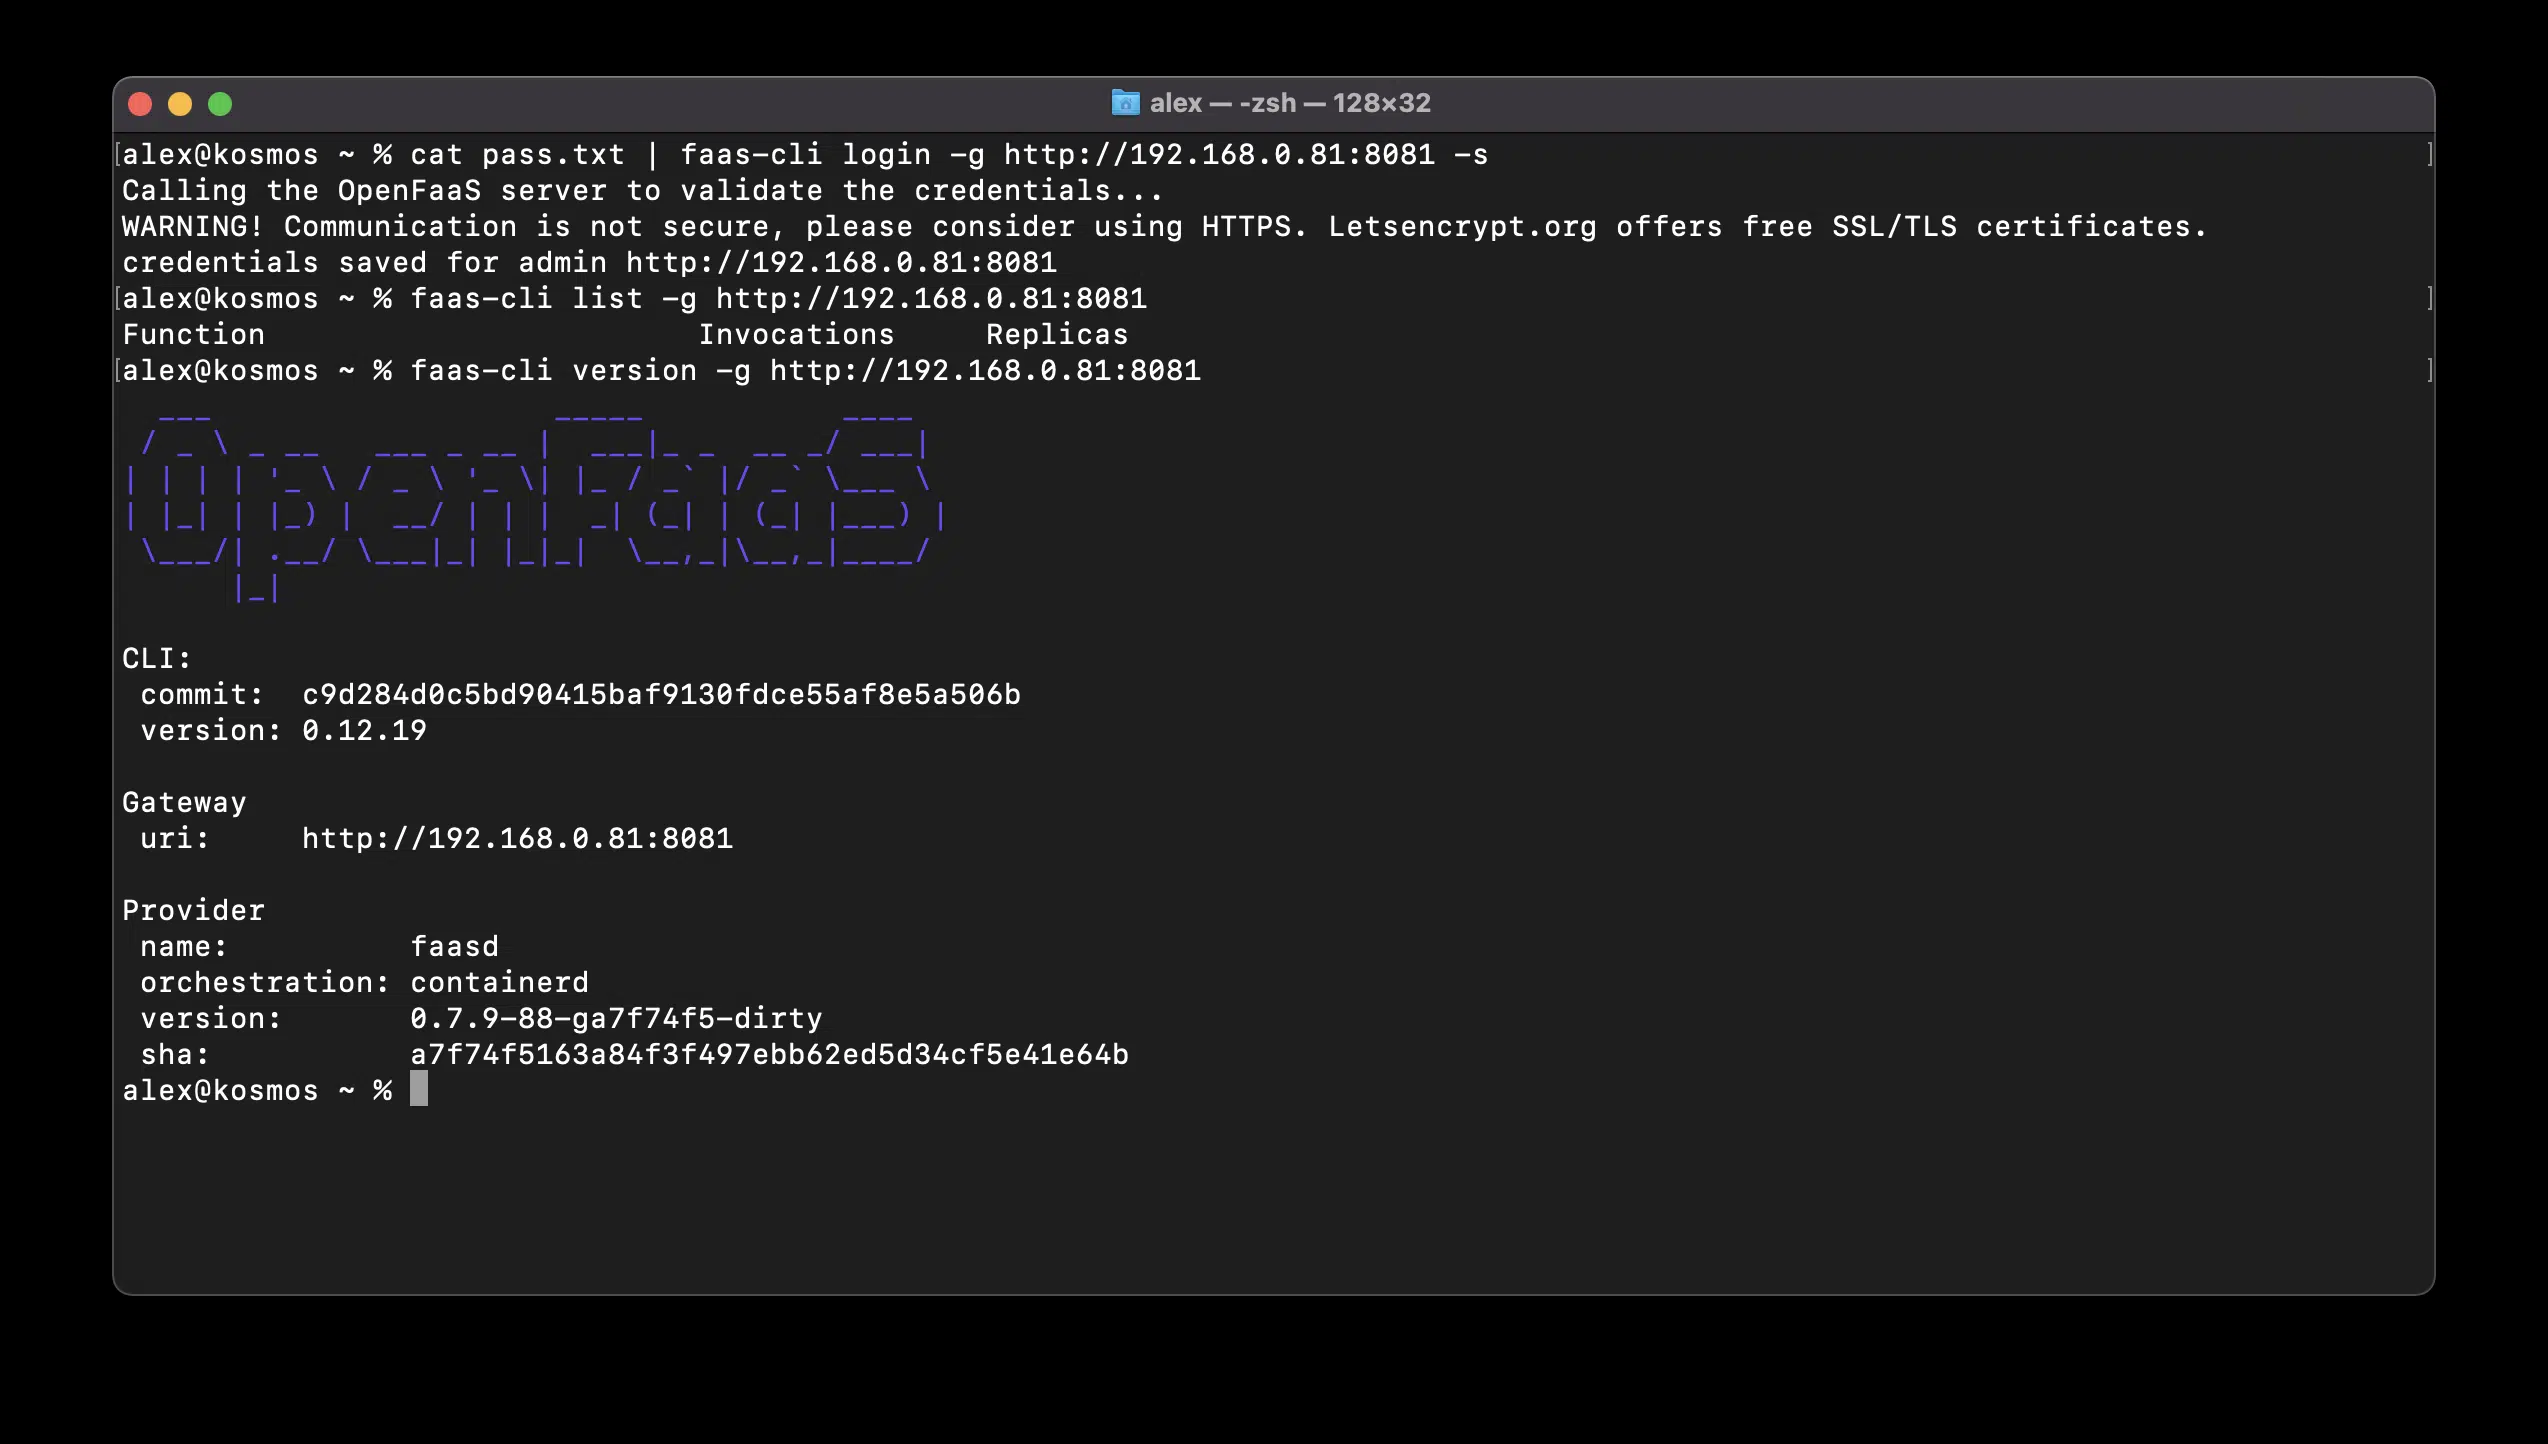 alex — -zsh — 128×32
alex@kosmos ~ % cat pass.txt | faas-cli login -g http://192.168.0.81:8081 -s
Calling the OpenFaaS server to validate the credentials...
WARNING! Communication is not secure, please consider using HTTPS. Letsencrypt.org offers free SSL/TLS certificates.
credentials saved for admin http://192.168.0.81:8081
alex@kosmos ~ % faas-cli list -g http://192.168.0.81:8081
Function                        Invocations     Replicas
alex@kosmos ~ % faas-cli version -g http://192.168.0.81:8081
OpenFaaS
CLI:
 commit:  c9d284d0c5bd90415baf9130fdce55af8e5a506b
 version: 0.12.19
Gateway
 uri:     http://192.168.0.81:8081
Provider
 name:          faasd
 orchestration: containerd
 version:       0.7.9-88-ga7f74f5-dirty
 sha:           a7f74f5163a84f3f497ebb62ed5d34cf5e41e64b
alex@kosmos ~ %